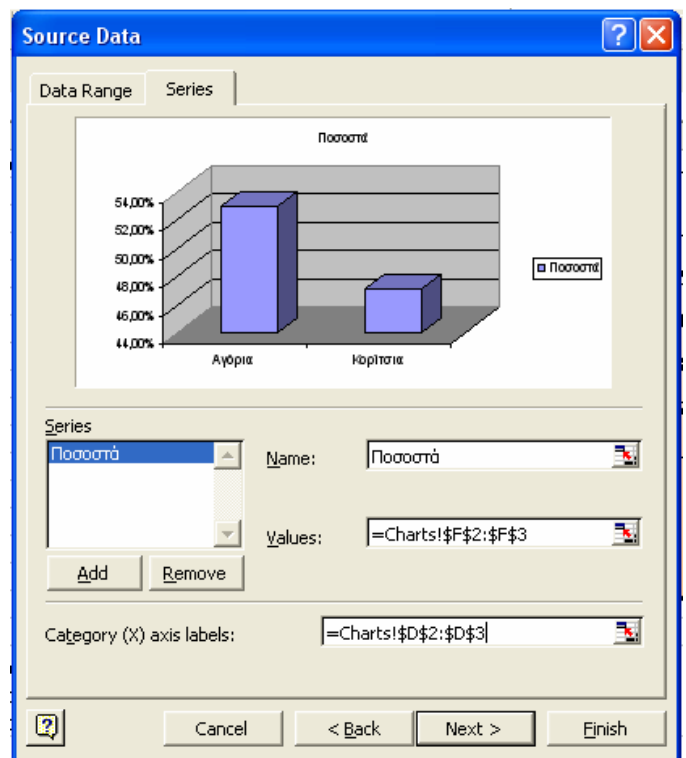 Source Data
Data Range Series
Ποσοστά
54,00%
52,00%
50,00%
48,00%
46,00%
44,00%
Ποσοστά
Αγόρια Κορίτσια
Series
Ποσοστά
Name: Ποσοστά
Values: =Charts!$F$2:$F$3
Add Remove
Category (X) axis labels: =Charts!$D$2:$D$3
Cancel < Back Next > Finish